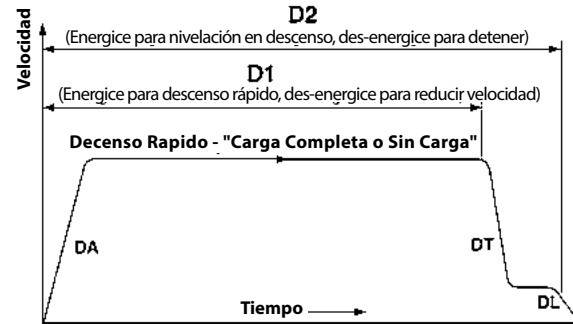 D2
(Energice para nivelación en descenso, des-energice para detener)
D1
(Energice para descenso rápido, des-energice para reducir velocidad)
Velocidad
Decenso Rapido - "Carga Completa o Sin Carga"
DA
DT
DL
Tiempo